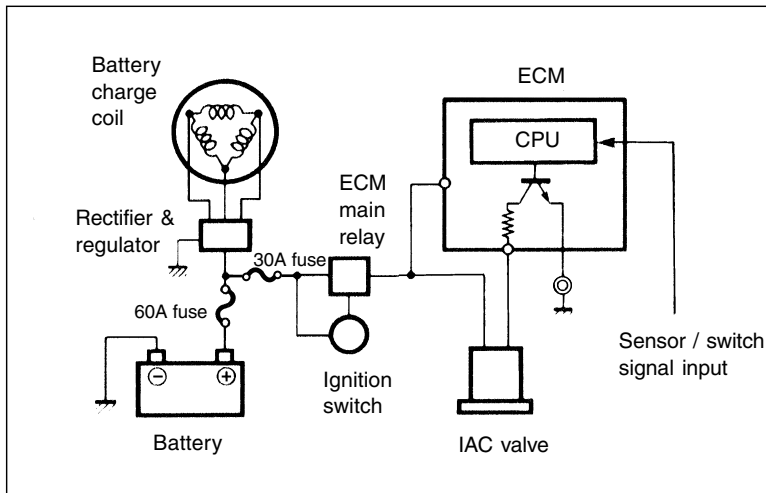 Battery
charge
coil
ECM
CPU
ECM
main
relay
Rectifier &
regulator
30A fuse
60A fuse
Sensor / switch
signal input
Ignition
switch
Battery
IAC valve